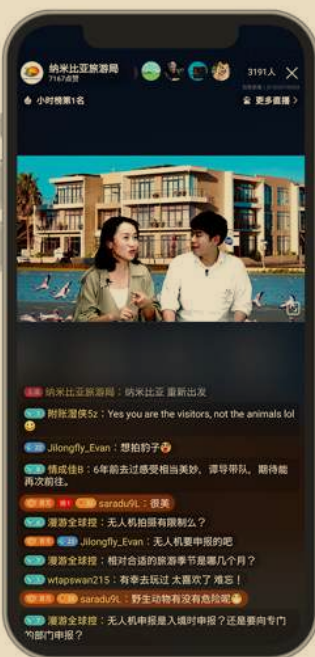 纳米比亚旅游局
7167点赞
3191人
小时榜第1名
更多直播
纳米比亚旅游局：纳米比亚 重新出发
附账溜侠5z：Yes you are the visitors, not the animals lol
Jilongfly_Evan：想拍豹子
情成佳B：6年前去过感受相当美妙，谭导带队，期待能
再次前往。
saradu9L：很美
漫游全球控：无人机拍摄有限制么？
Jilongfly_Evan：无人机要申报的吧
漫游全球控：相对合适的旅游季节是哪几个月？
wtapswan215：有幸去玩过 太喜欢了 难忘！
saradu9L：野生动物有没有危险呢
漫游全球控：无人机申报是入境时申报？还是要向专门
的部门申报？